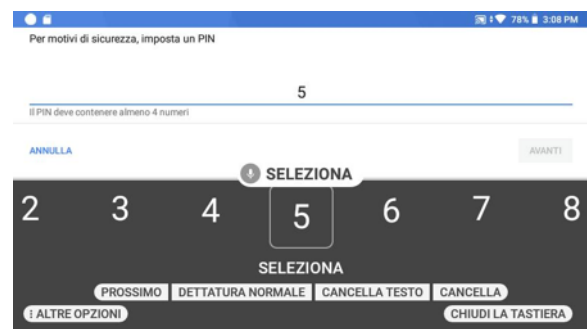 78% 3:08 PM
Per motivi di sicurezza, imposta un PIN
5
Il PIN deve contenere almeno 4 numeri
ANNULLA
AVANTI
SELEZIONA
2 3 4 5 6 7 8
SELEZIONA
PROSSIMO DETTATURA NORMALE CANCELLA TESTO CANCELLA
ALTRE OPZIONI CHIUDI LA TASTIERA